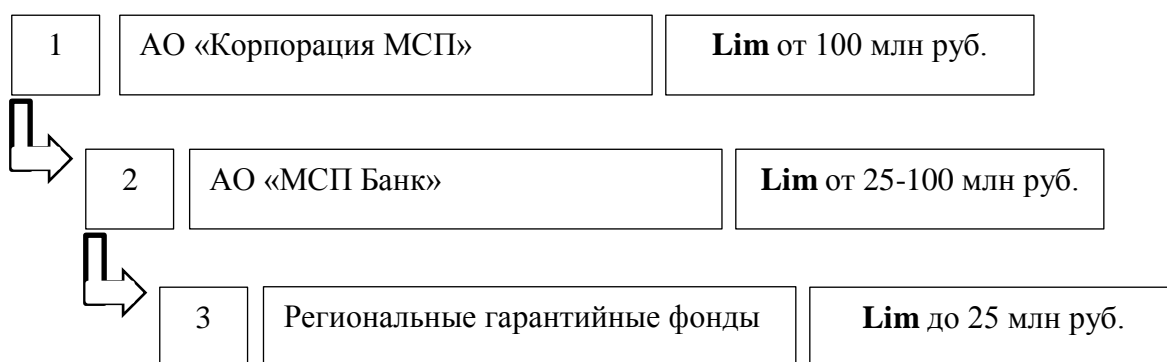 1 АО «Корпорация МСП» Lim от 100 млн руб.
2 АО «МСП Банк» Lim от 25-100 млн руб.
3 Региональные гарантийные фонды Lim до 25 млн руб.